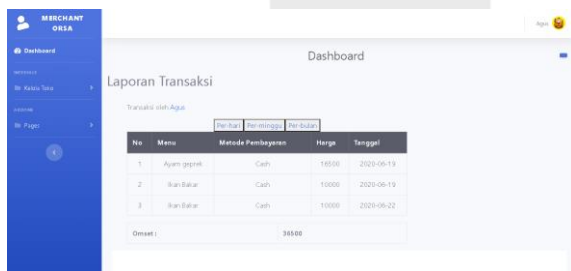 MERCHANT
ORSA
Agus
Dashboard
Dashboard
Laporan Transaksi
Pages
Transaksi oleh Agus
Per-hari Per-minggu Per-bulan
No Menu Metode Pembayaran Harga Tanggal
1 Ayam geprek Cash 16500 2020-06-19
2 Ikan Bakar Cash 10000 2020-06-19
3 Ikan Bakar Cash 10000 2020-06-22
Omset : 36500